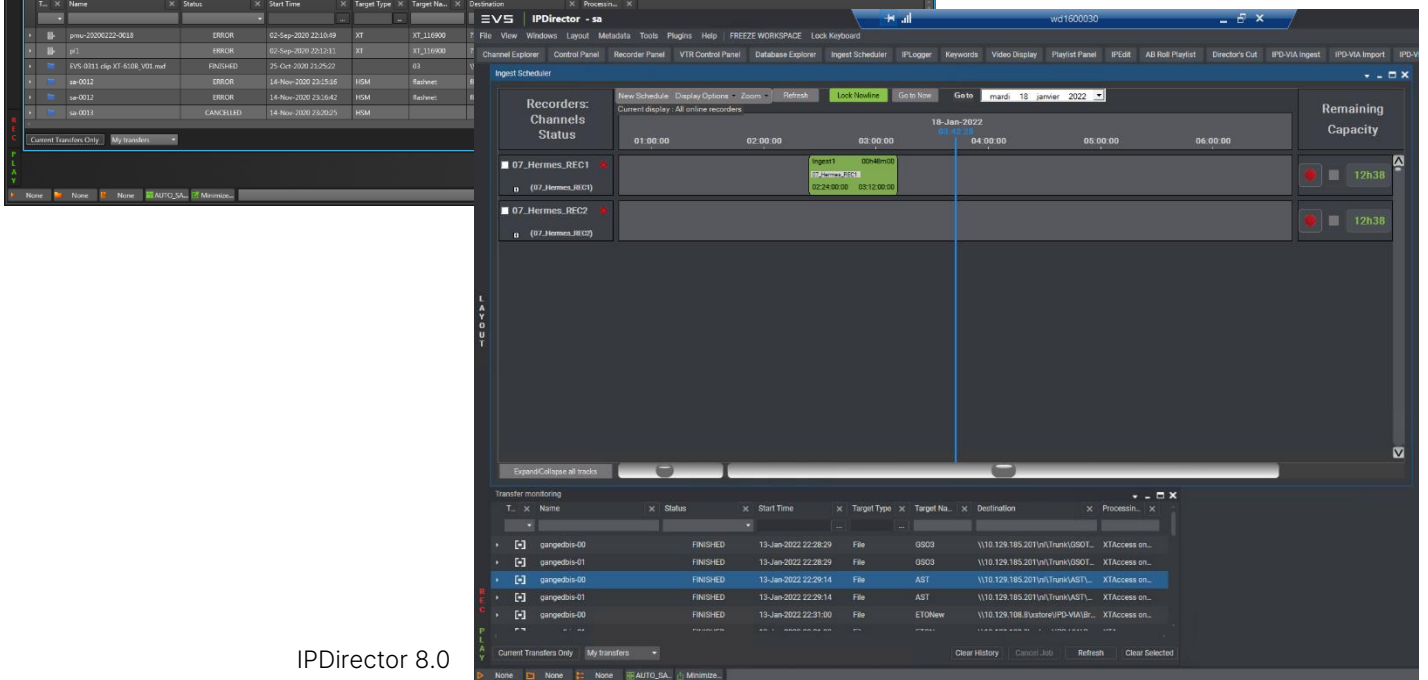 T... Name Status Start Time Target Type Target Na... Destination Processin...
pmu-20200222-0018 ERROR 02-Sep-2020 22:10:49 XT XT_116900
pl1 ERROR 02-Sep-2020 22:12:11 XT XT_116900
EVS-0311 clip XT-6108_V01.mxf FINISHED 25-Oct-2020 21:25:22 03
sa-0012 ERROR 14-Nov-2020 23:15:16 HSM flashnet
sa-0012 ERROR 14-Nov-2020 23:16:42 HSM flashnet
sa-0013 CANCELLED 14-Nov-2020 23:20:25 HSM
Current Transfers Only My transfers
REC PLAY
None None None AUTO_SA... Minimize...
EVS IPDirector - sa wd1600030
File View Windows Layout Metadata Tools Plugins Help FREEZE WORKSPACE Lock Keyboard
Channel Explorer Control Panel Recorder Panel VTR Control Panel Database Explorer Ingest Scheduler IPLogger Keywords Video Display Playlist Panel IPEdit AB Roll Playlist Director's Cut IPD-VIA Ingest IPD-VIA Import IPD-V
Ingest Scheduler
New Schedule Display Options Zoom Refresh Lock Nowline Go to Now Go to mardi 18 janvier 2022
Current display : All online recorders
Recorders:
Channels
Status
18-Jan-2022
03:42:28
01:00:00 02:00:00 03:00:00 04:00:00 05:00:00 06:00:00
Remaining
Capacity
07_Hermes_REC1
(07_Hermes_REC1)
Ingest1 00h48m00
07_Hermes_REC1
02:24:00:00 03:12:00:00
12h38
07_Hermes_REC2
(07_Hermes_REC2)
12h38
LAYOUT
Expand/Collapse all tracks
Transfer monitoring
T... Name Status Start Time Target Type Target Na... Destination Processin...
gangedbis-00 FINISHED 13-Jan-2022 22:28:29 File GSO3 \\10.129.185.201\nl\Trunk\GSOT... XTAccess on...
gangedbis-01 FINISHED 13-Jan-2022 22:28:29 File GSO3 \\10.129.185.201\nl\Trunk\GSOT... XTAccess on...
gangedbis-00 FINISHED 13-Jan-2022 22:29:14 File AST \\10.129.185.201\nl\Trunk\AST\... XTAccess on...
gangedbis-01 FINISHED 13-Jan-2022 22:29:14 File AST \\10.129.185.201\nl\Trunk\AST\... XTAccess on...
gangedbis-00 FINISHED 13-Jan-2022 22:31:00 File ETONew \\10.129.108.8\xstore\IPD-VIA\Br... XTAccess on...
REC PLAY
Current Transfers Only My transfers Clear History Cancel Job Refresh Clear Selected
None None None AUTO_SA... Minimize...
IPDirector 8.0